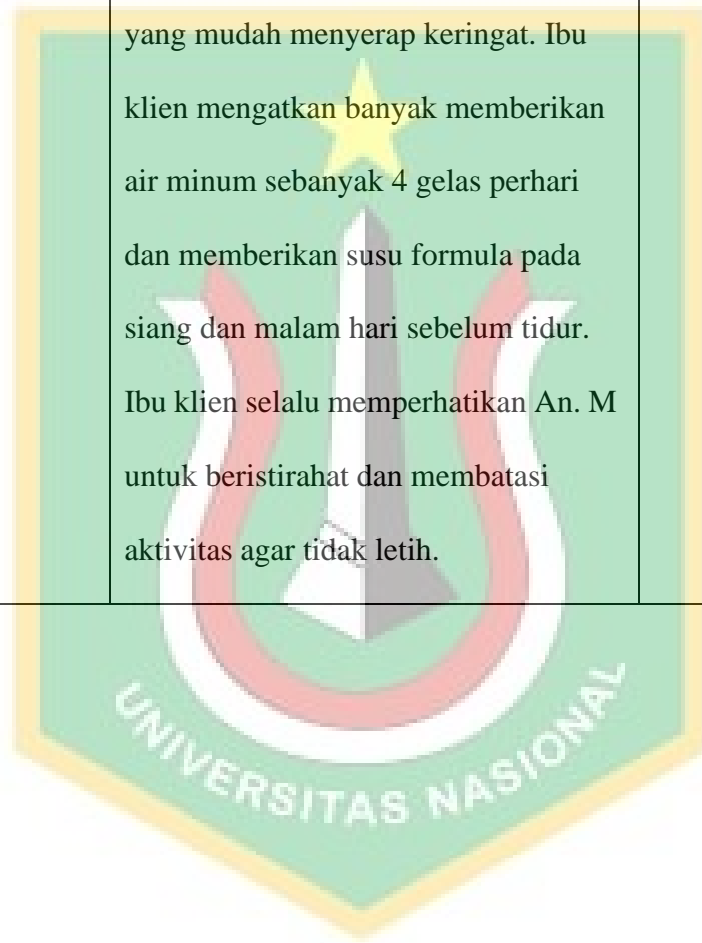 yang mudah menyerap keringat. Ibu
klien mengatkan banyak memberikan
air minum sebanyak 4 gelas perhari
dan memberikan susu formula pada
siang dan malam hari sebelum tidur.
Ibu klien selalu memperhatikan An. M
untuk beristirahat dan membatasi
aktivitas agar tidak letih.
UNIVERSITAS NASIONAL